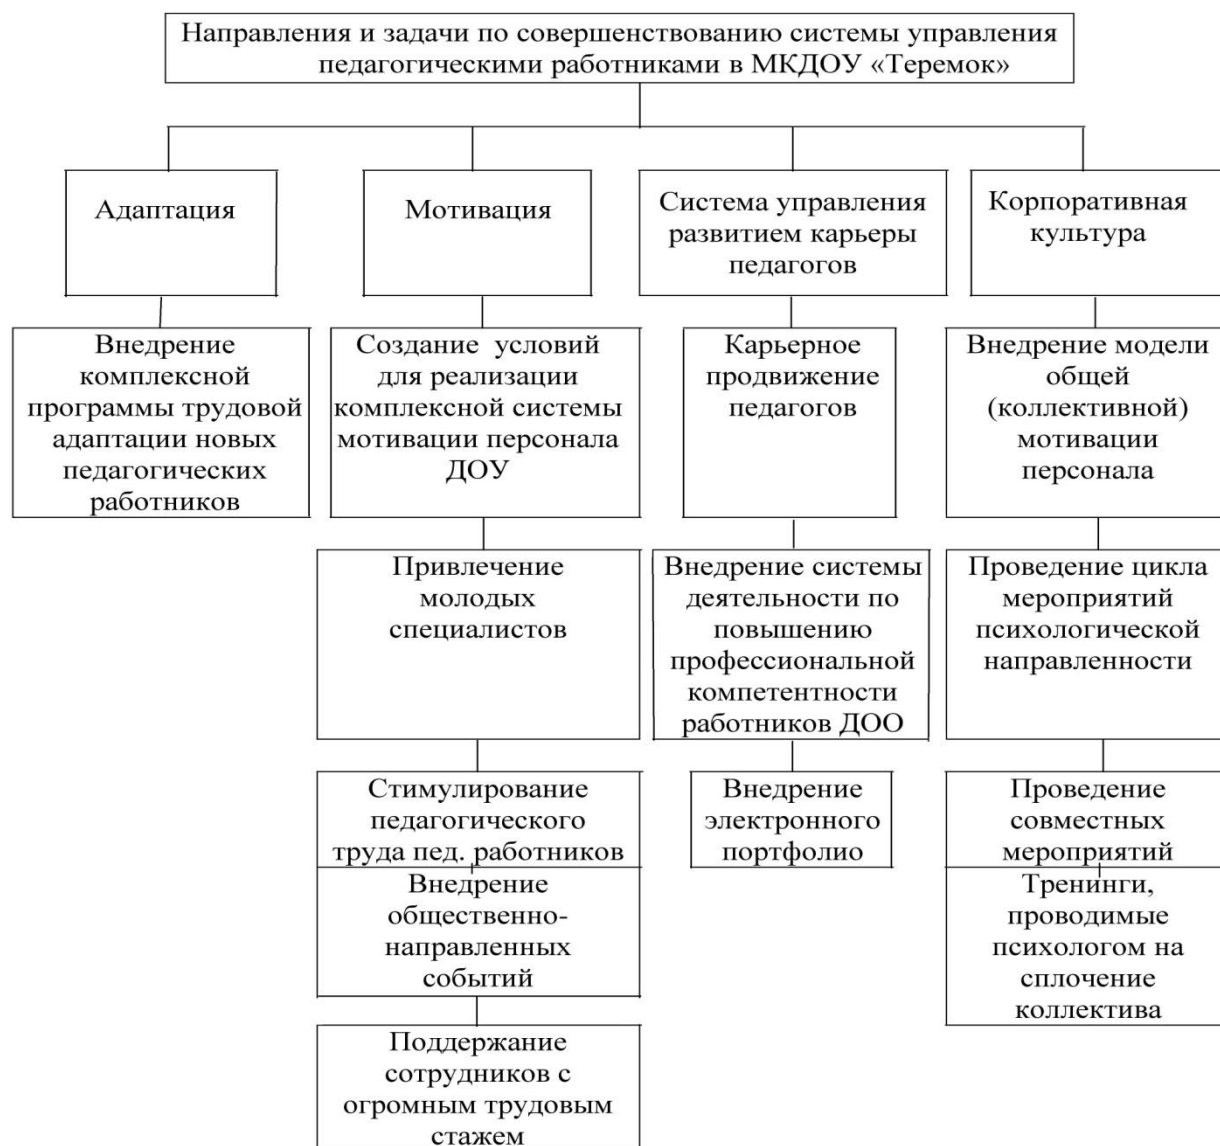 Направления и задачи по совершенствованию системы управления
педагогическими работниками в МКДОУ «Теремок»
Адаптация
Мотивация
Система управления
развитием карьеры
педагогов
Корпоративная
культура
Внедрение
комплексной
программы трудовой
адаптации новых
педагогических
работников
Создание условий
для реализации
комплексной системы
мотивации персонала
ДОУ
Карьерное
продвижение
педагогов
Внедрение модели
общей
(коллективной)
мотивации
персонала
Привлечение
молодых
специалистов
Внедрение системы
деятельности по
повышению
профессиональной
компетентности
работников ДОО
Проведение цикла
мероприятий
психологической
направленности
Стимулирование
педагогического
труда пед. работников
Внедрение
электронного
портфолио
Проведение
совместных
мероприятий
Внедрение
общественно-
направленных
событий
Тренинги,
проводимые
психологом на
сплочение
коллектива
Поддержание
сотрудников с
огромным трудовым
стажем